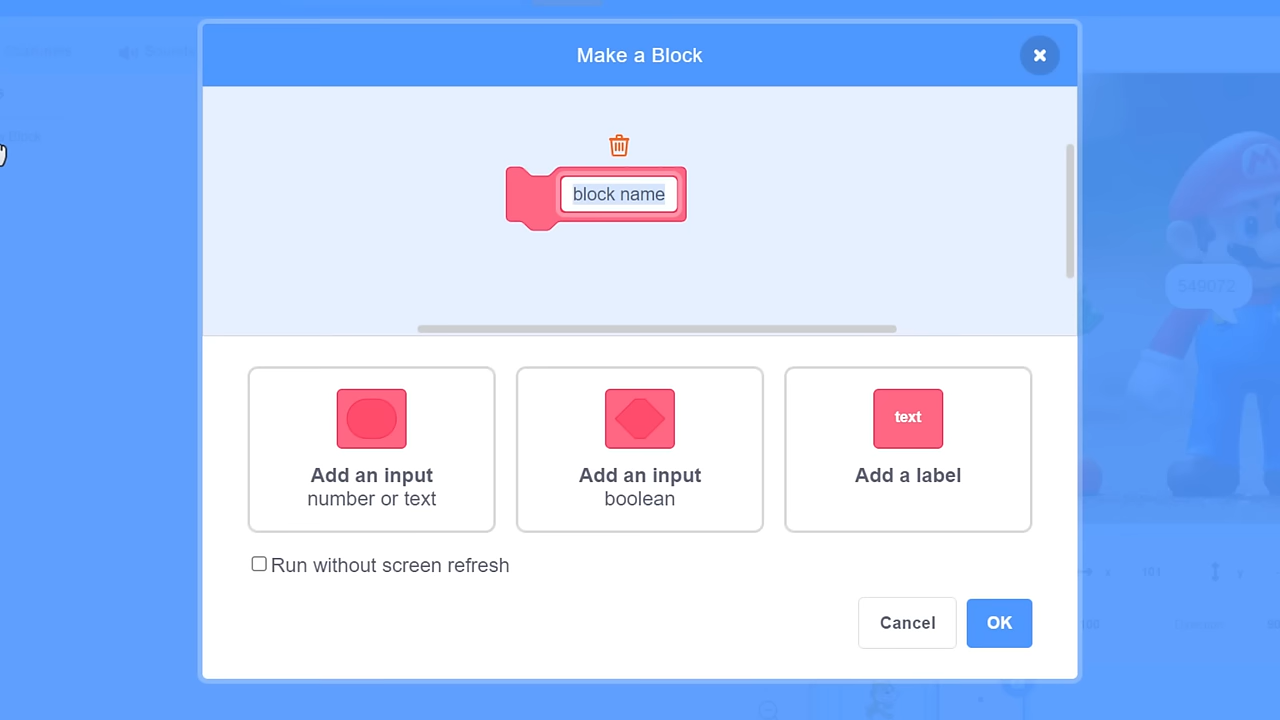 Make a Block
block name
549072
text
Add an input
number or text
Add an input
boolean
Add a label
Run without screen refresh
Cancel
OK